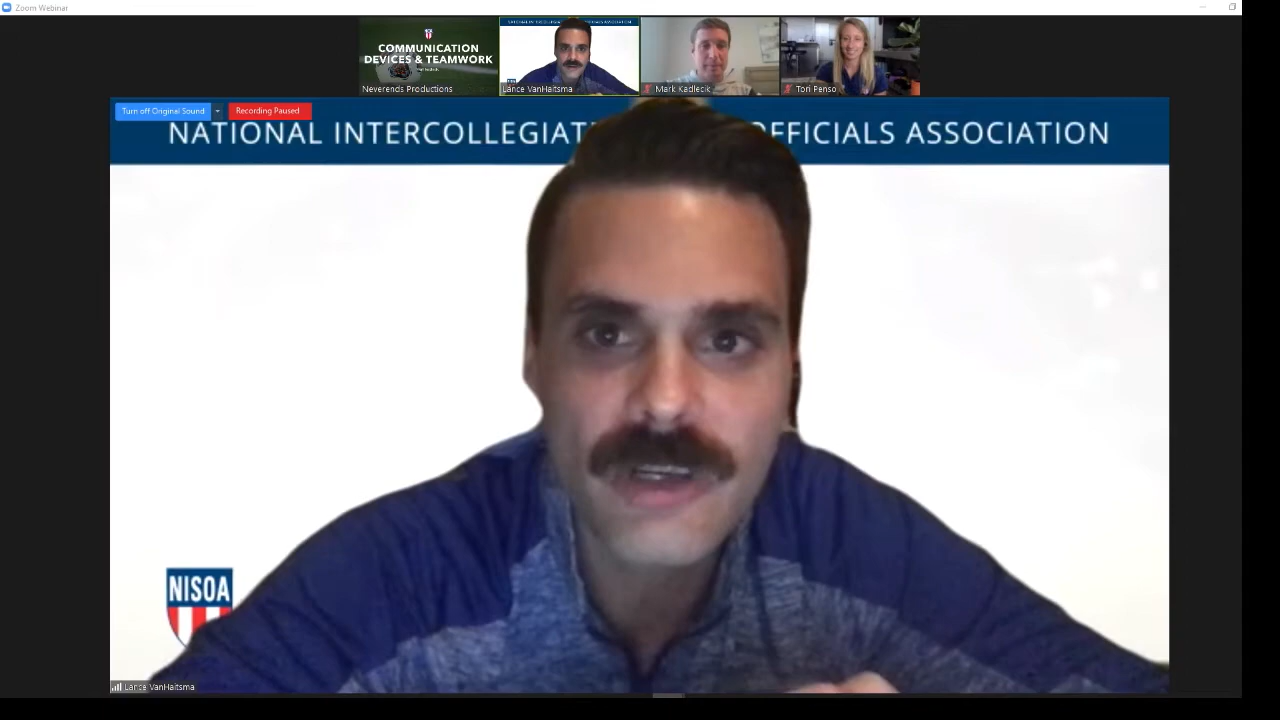 Zoom Webinar
COMMUNICATION
DEVICES & TEAMWORK
Neverends Productions
Lance VanHaitsma
Mark Kadlecik
Tori Penso
Turn off Original Sound
Recording Paused
NATIONAL INTERCOLLEGIAT OFFICIALS ASSOCIATION
NISOA
Lance VanHaitsma